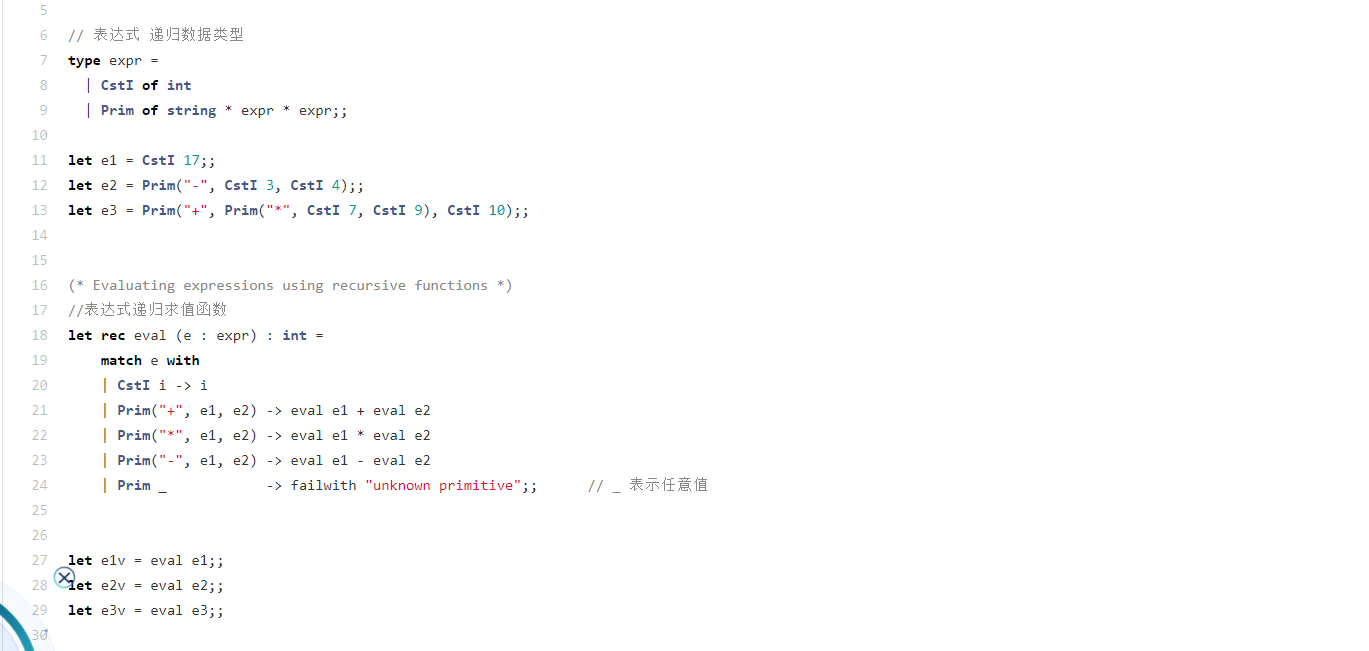 5
6 // 表达式 递归数据类型
7 type expr =
8   | CstI of int
9   | Prim of string * expr * expr;;
10
11 let e1 = CstI 17;;
12 let e2 = Prim("-", CstI 3, CstI 4);;
13 let e3 = Prim("+", Prim("*", CstI 7, CstI 9), CstI 10);;
14
15
16 (* Evaluating expressions using recursive functions *)
17 //表达式递归求值函数
18 let rec eval (e : expr) : int =
19     match e with
20     | CstI i -> i
21     | Prim("+", e1, e2) -> eval e1 + eval e2
22     | Prim("*", e1, e2) -> eval e1 * eval e2
23     | Prim("-", e1, e2) -> eval e1 - eval e2
24     | Prim _            -> failwith "unknown primitive";;      // _ 表示任意值
25
26
27 let e1v = eval e1;;
28 let e2v = eval e2;;
29 let e3v = eval e3;;
30